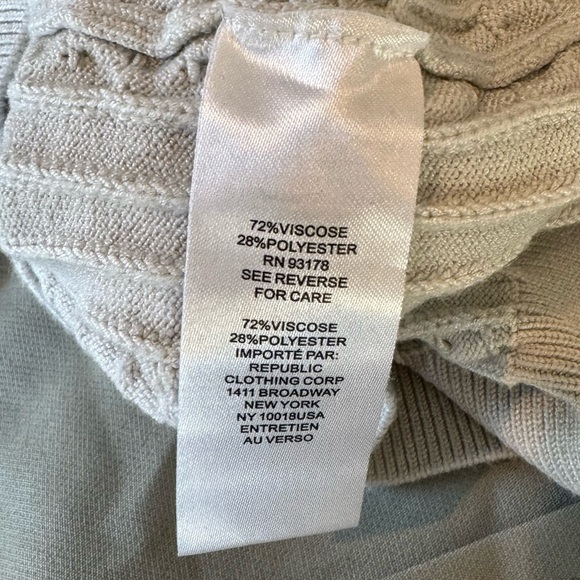 72%VISCOSE
28%POLYESTER
RN 93178
SEE REVERSE
FOR CARE
72%VISCOSE
28%POLYESTER
IMPORTÉ PAR:
REPUBLIC
CLOTHING CORP
1411 BROADWAY
NEW YORK
NY 10018USA
ENTRETIEN
AU VERSO